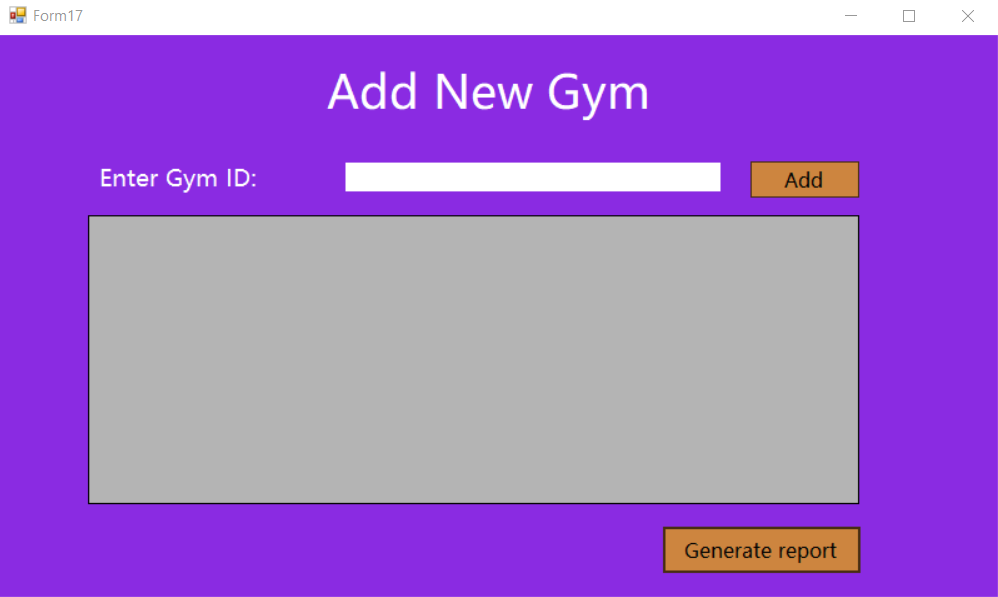 Form17
Add New Gym
Enter Gym ID:
Add
Generate report